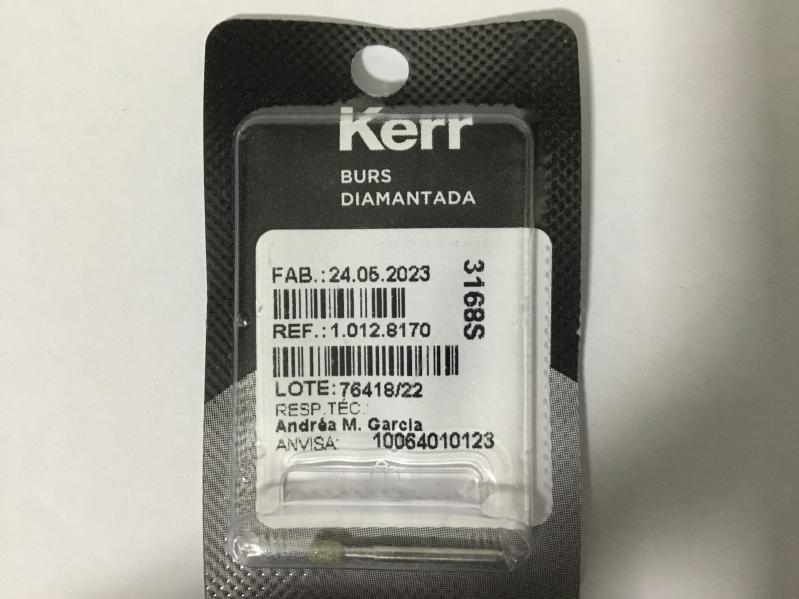 Kerr
BURS
DIAMANTADA
FAB.: 24.05.2023
3168S
REF.: 1.012.8170
LOTE: 76418/22
RESP.TÉC.:
Andréa M. Garcia
ANVISA: 10064010123